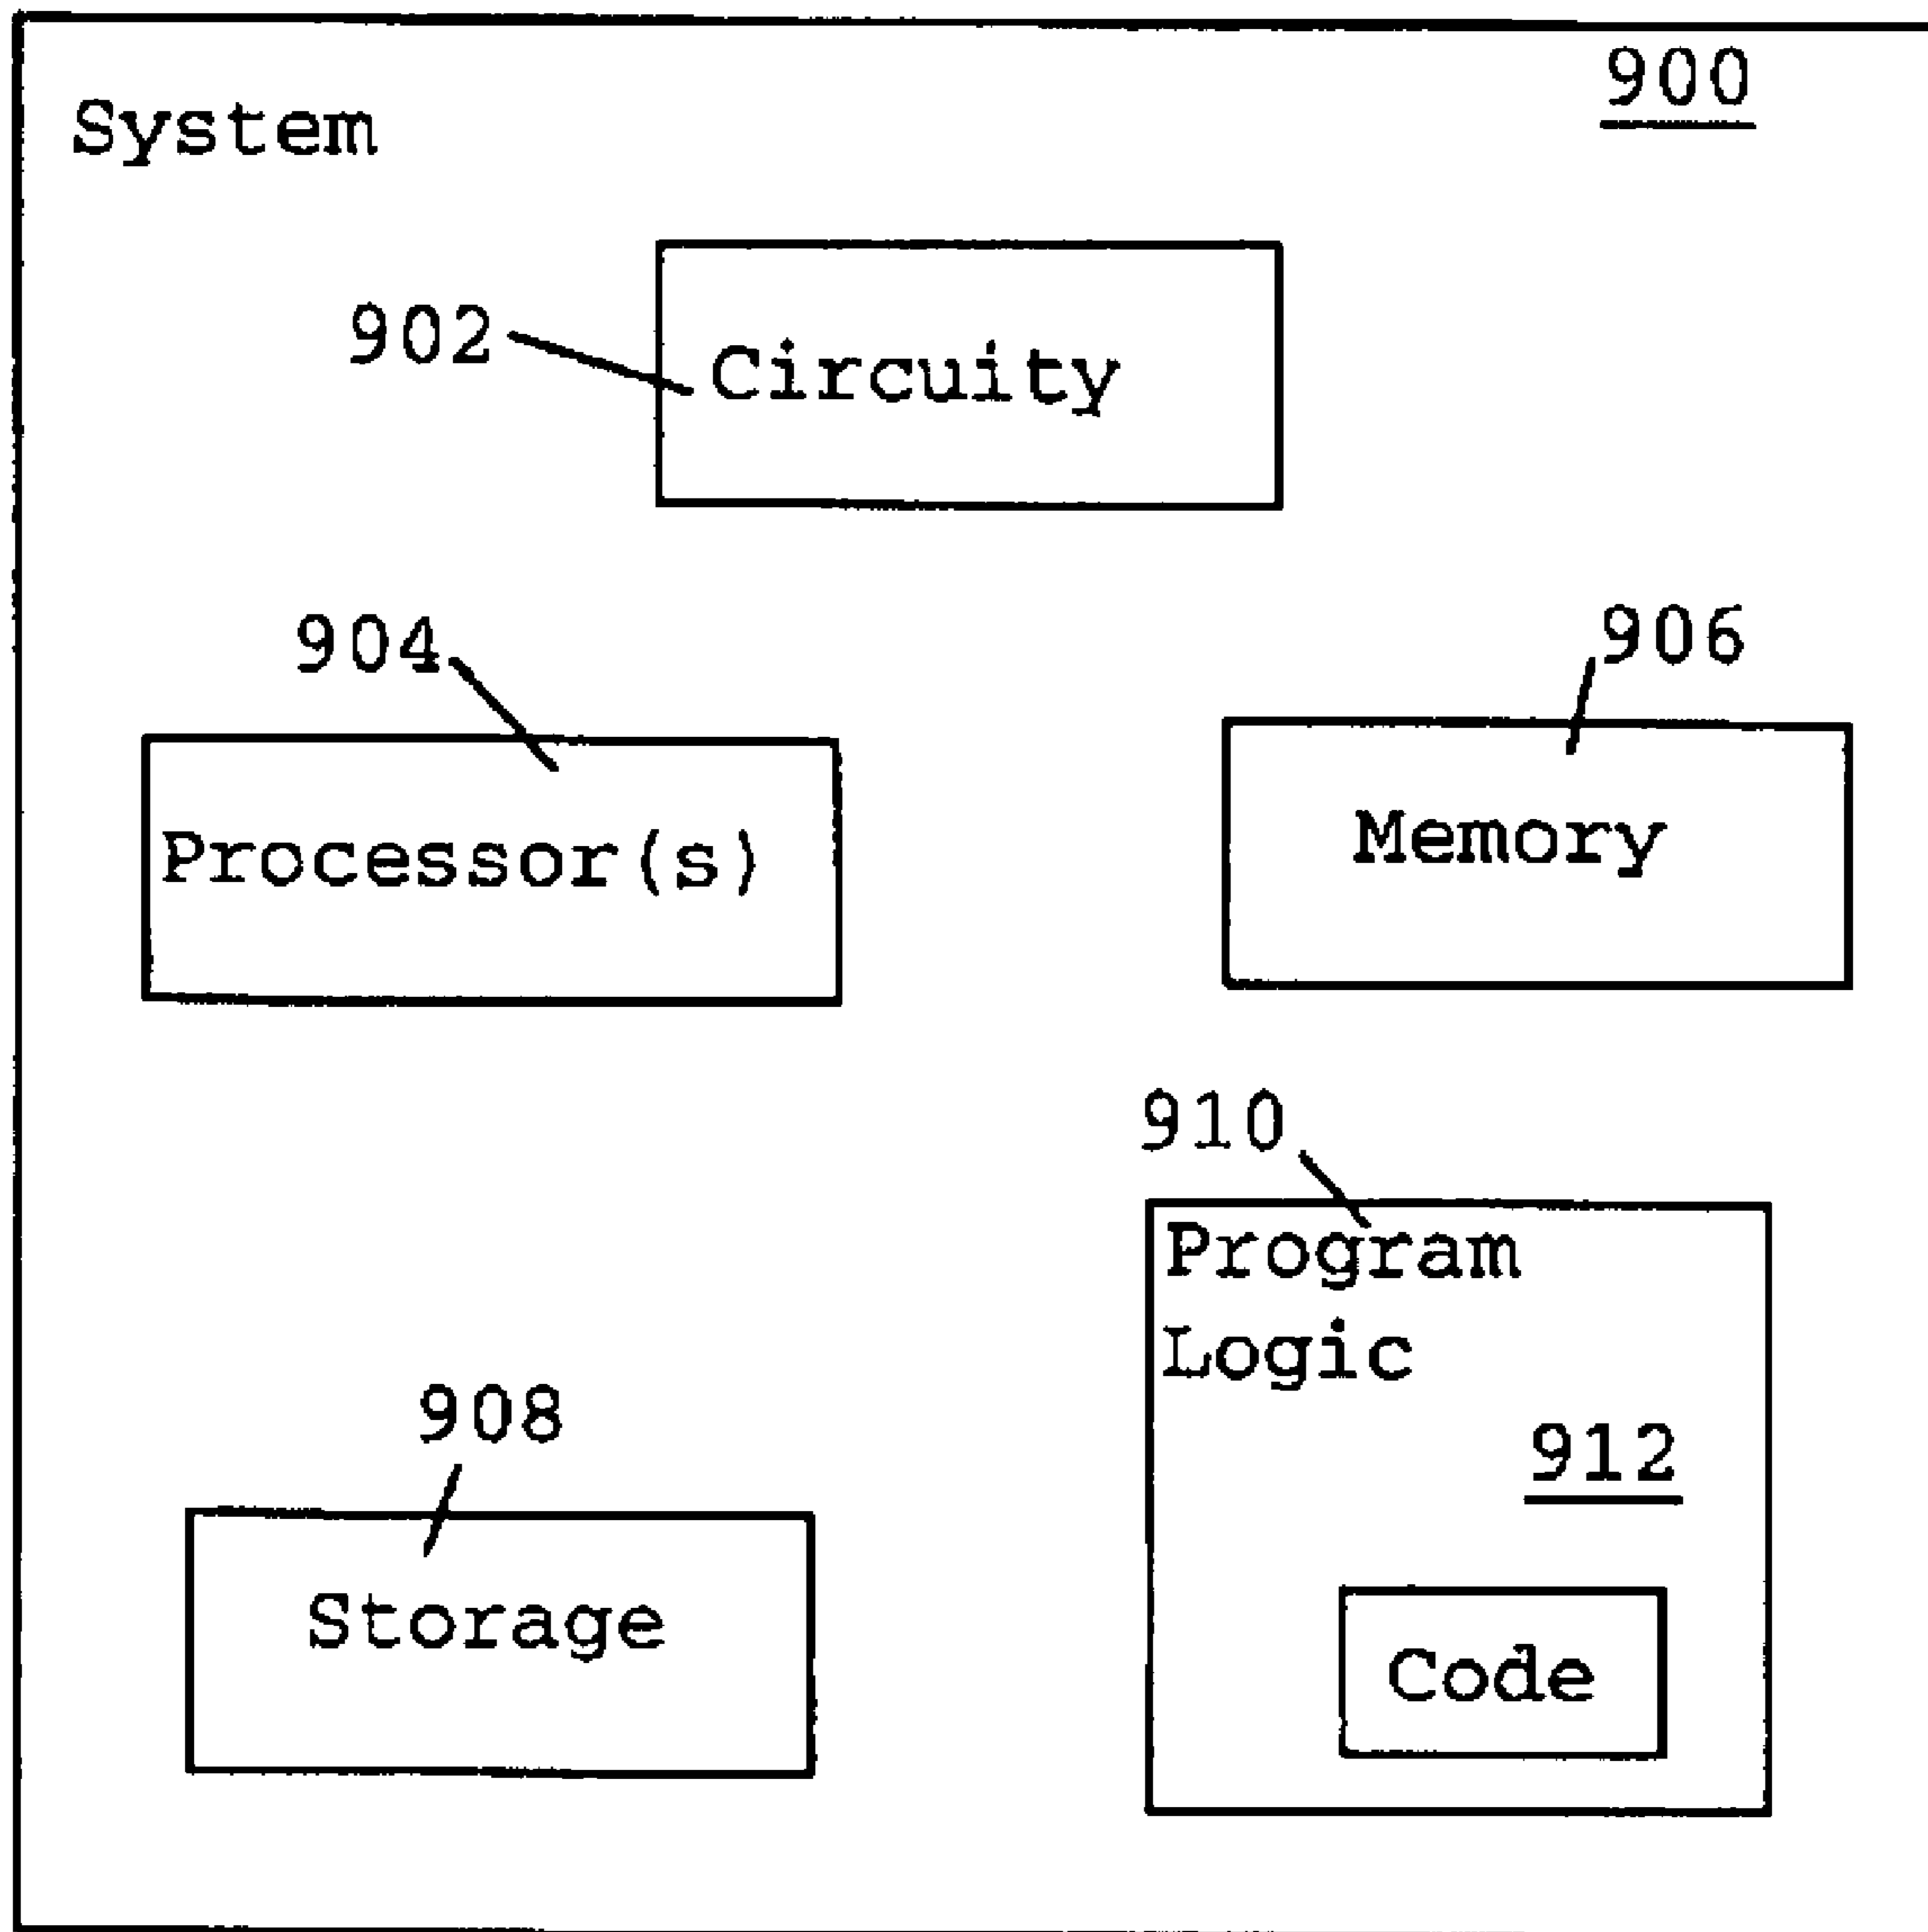 900
System
902
Circuity
904
906
Processor(s)
Memory
910
Program
Logic
908
912
Storage
Code